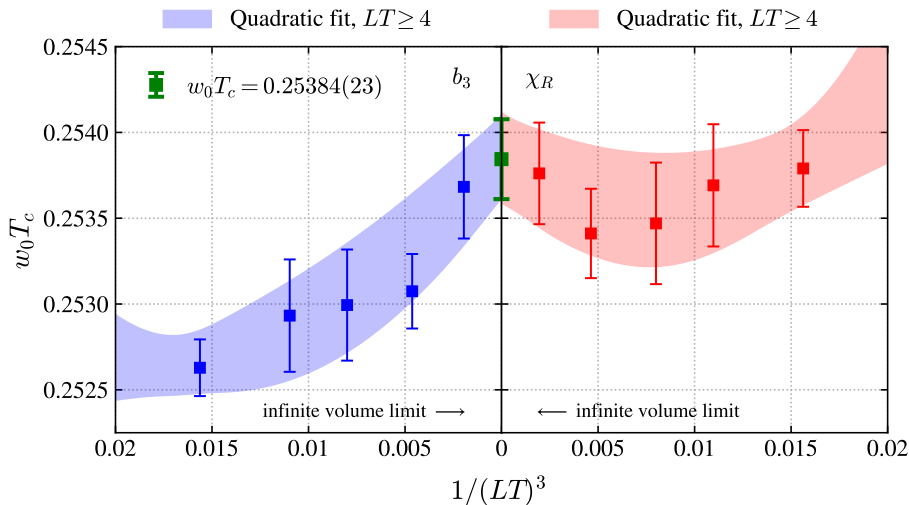 Quadratic fit, LT ≥ 4
Quadratic fit, LT ≥ 4
0.2545
0.2540
0.2535
0.2530
0.2525
w₀T_c
w₀T_c = 0.25384(23)
b₃
χ_R
infinite volume limit →
← infinite volume limit
0.02 0.015 0.01 0.005 0 0.005 0.01 0.015 0.02
1/(LT)³